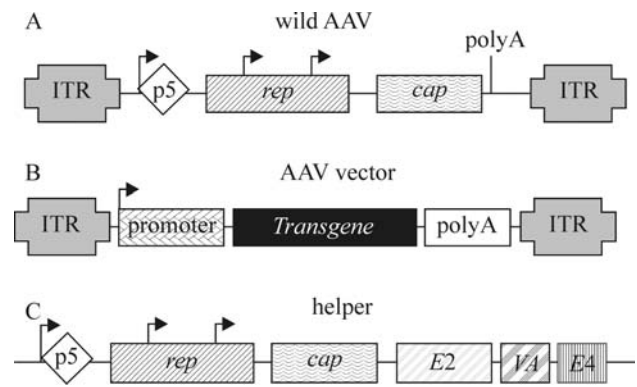 A wild AAV
polyA
ITR p5 rep cap ITR
B AAV vector
ITR promoter Transgene polyA ITR
C helper
p5 rep cap E2 VA E4